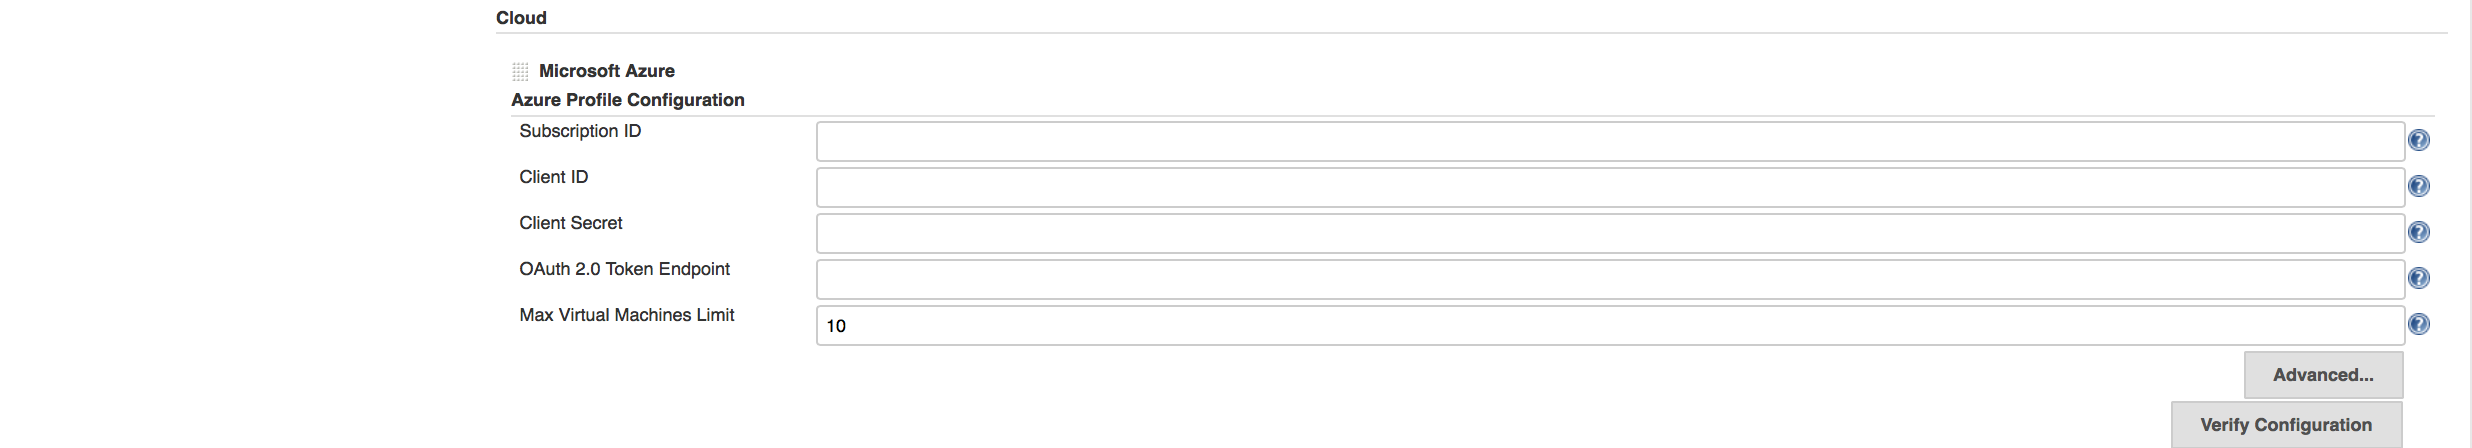 Cloud
Microsoft Azure
Azure Profile Configuration
Subscription ID
?
Client ID
?
Client Secret
?
OAuth 2.0 Token Endpoint
?
Max Virtual Machines Limit
10
?
Advanced...
Verify Configuration